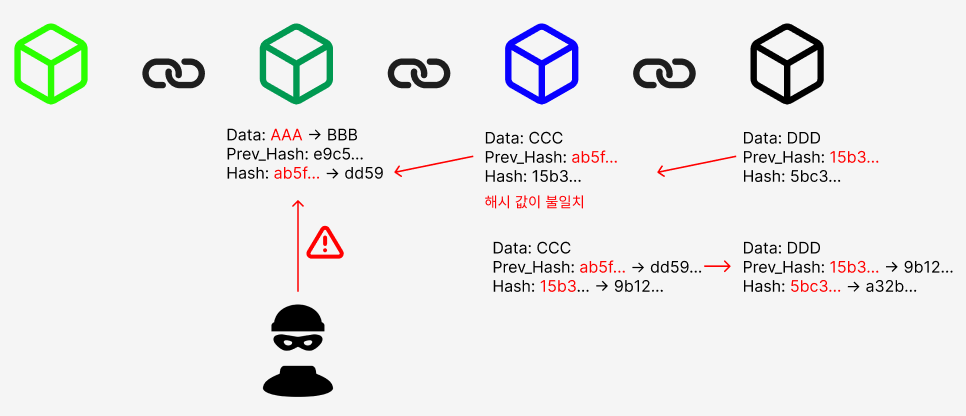 Data: AAA → BBB
Prev_Hash: e9c5...
Hash: ab5f... → dd59
Data: CCC
Prev_Hash: ab5f...
Hash: 15b3...
해시 값이 불일치
Data: DDD
Prev_Hash: 15b3...
Hash: 5bc3...
Data: CCC
Prev_Hash: ab5f... → dd59...
Hash: 15b3... → 9b12...
Data: DDD
Prev_Hash: 15b3... → 9b12...
Hash: 5bc3... → a32b...